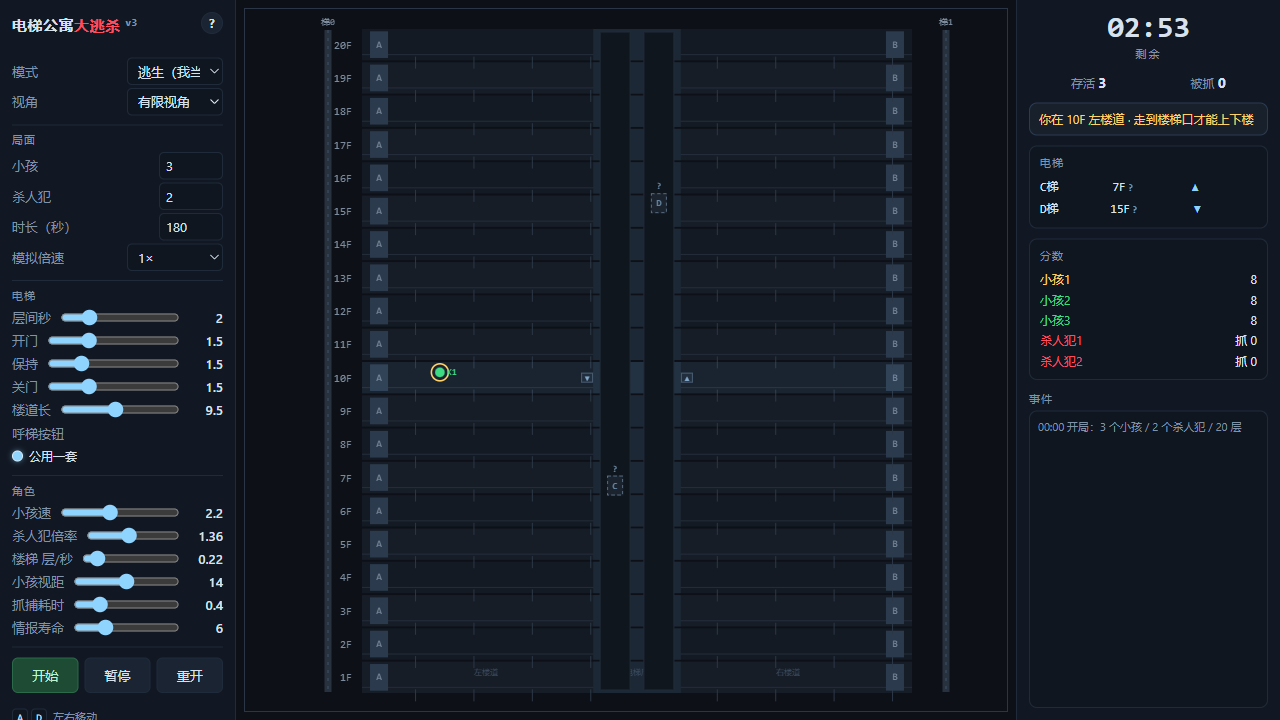 电梯公寓大逃杀 v3
?
模式 逃生（我当
视角 有限视角
局面
小孩 3
杀人犯 2
时长（秒） 180
模拟倍速 1×
电梯
层间秒 2
开门 1.5
保持 1.5
关门 1.5
楼道长 9.5
呼梯按钮
公用一套
角色
小孩速 2.2
杀人犯倍率 1.36
楼梯 层/秒 0.22
小孩视距 14
抓捕耗时 0.4
情报寿命 6
开始 暂停 重开
A D 左右移动
梯0 梯1
20F A B
19F A B
18F A B
17F A B
16F A B
?
D
15F A B
14F A B
13F A B
12F A B
11F A B
10F A ▼ ▲ B
9F A B
8F A B
7F A B
?
C
6F A B
5F A B
4F A B
3F A B
2F A B
1F A B
左楼道 右楼道
02:53
剩余
存活 3 被抓 0
你在 10F 左楼道 · 走到楼梯口才能上下楼
电梯
C梯 7F ? ▲
D梯 15F ? ▼
分数
小孩1 8
小孩2 8
小孩3 8
杀人犯1 抓 0
杀人犯2 抓 0
事件
00:00 开局：3 个小孩 / 2 个杀人犯 / 20 层